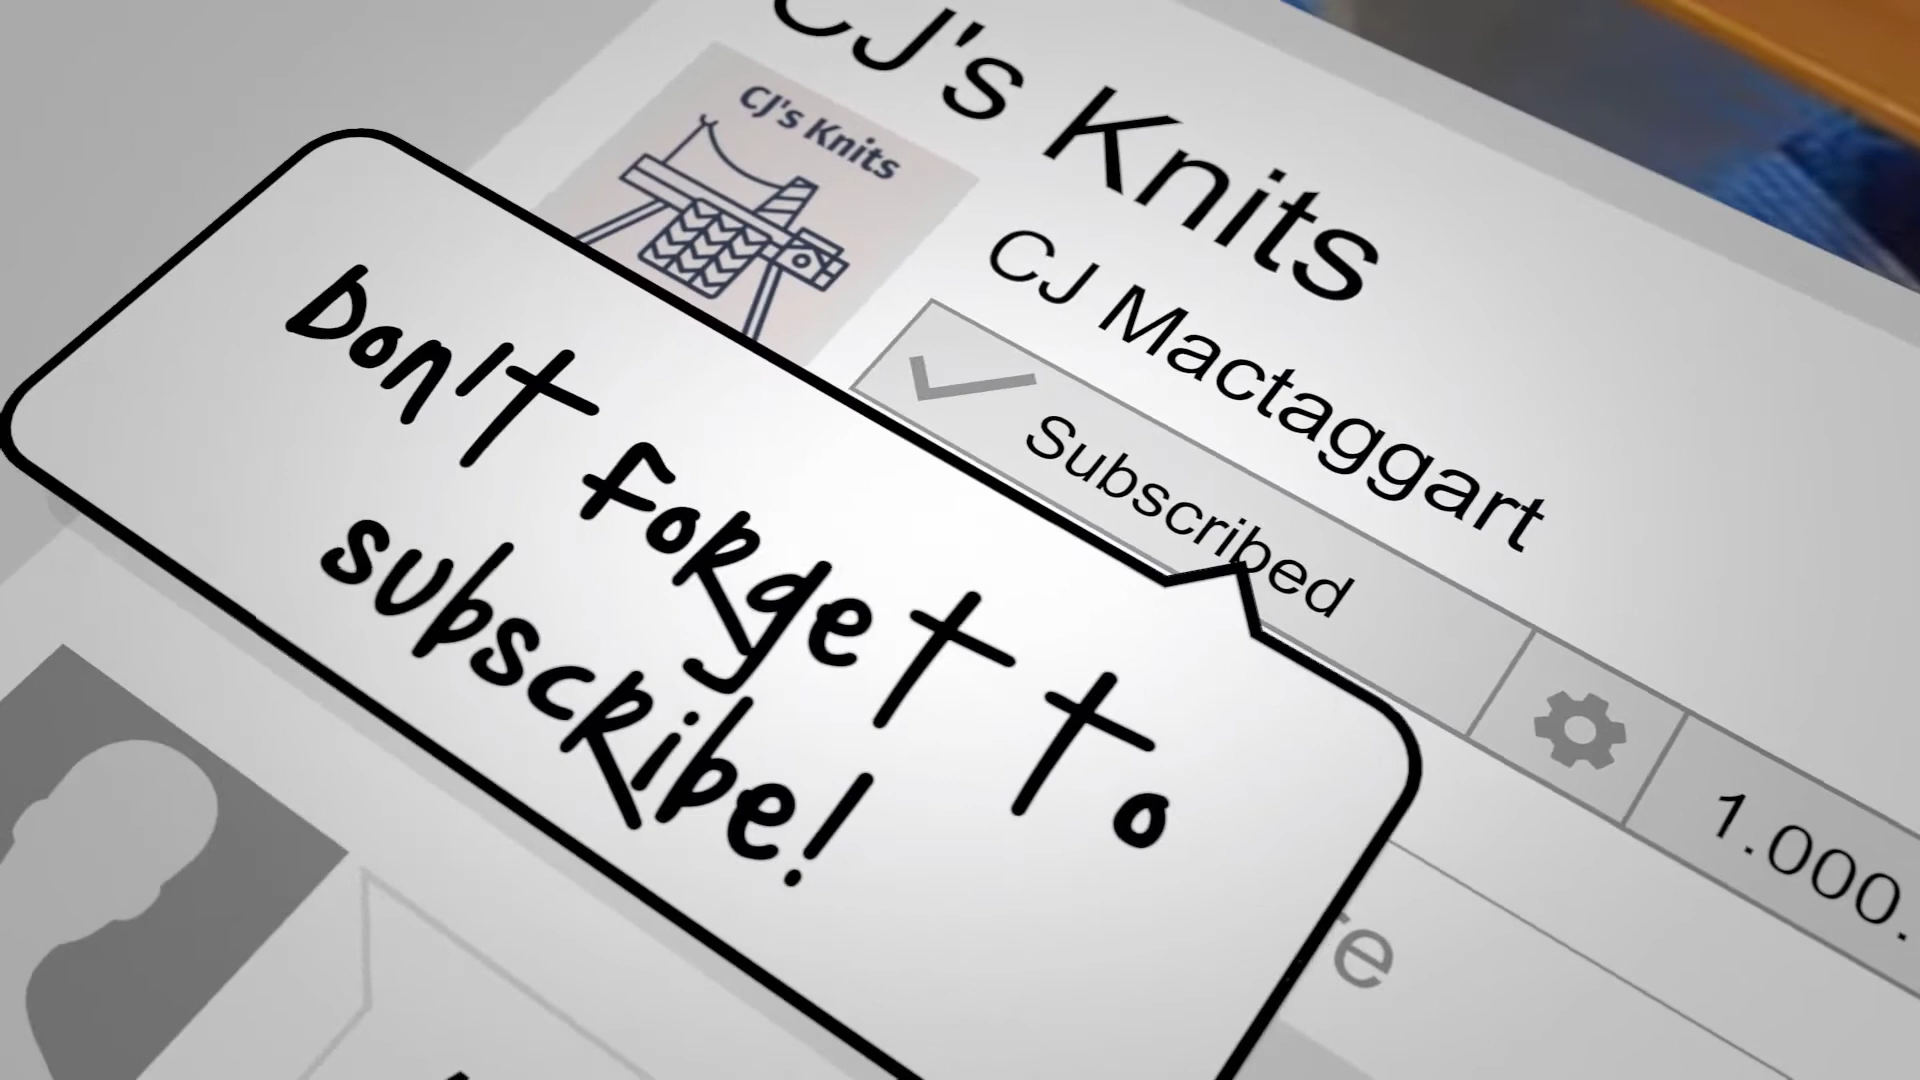 CJ's Knits
CJ's Knits
CJ Mactaggart
Subscribed
1.000.
Don't forget to
subscribe!